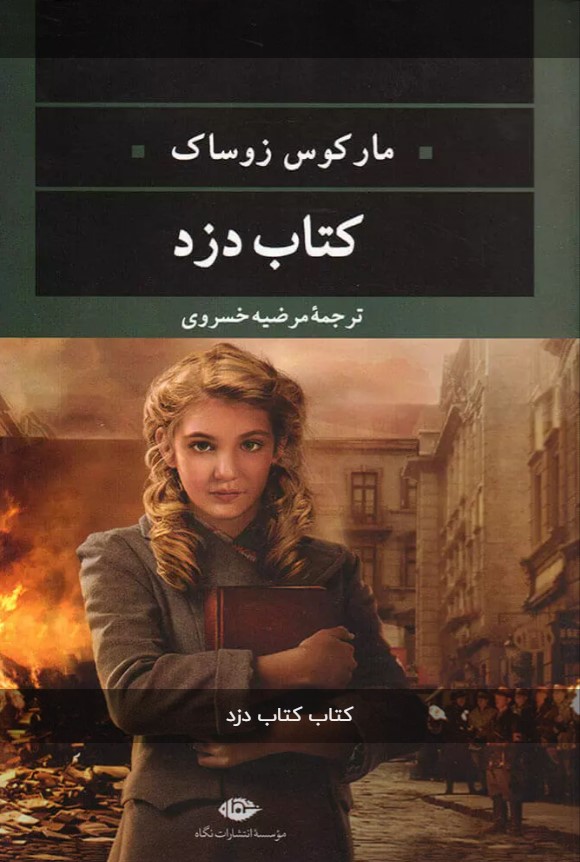 مارکوس زوساک
کتاب دزد
ترجمهٔ مرضیه خسروی
کتاب کتاب دزد
مؤسسهٔ انتشارات نگاه